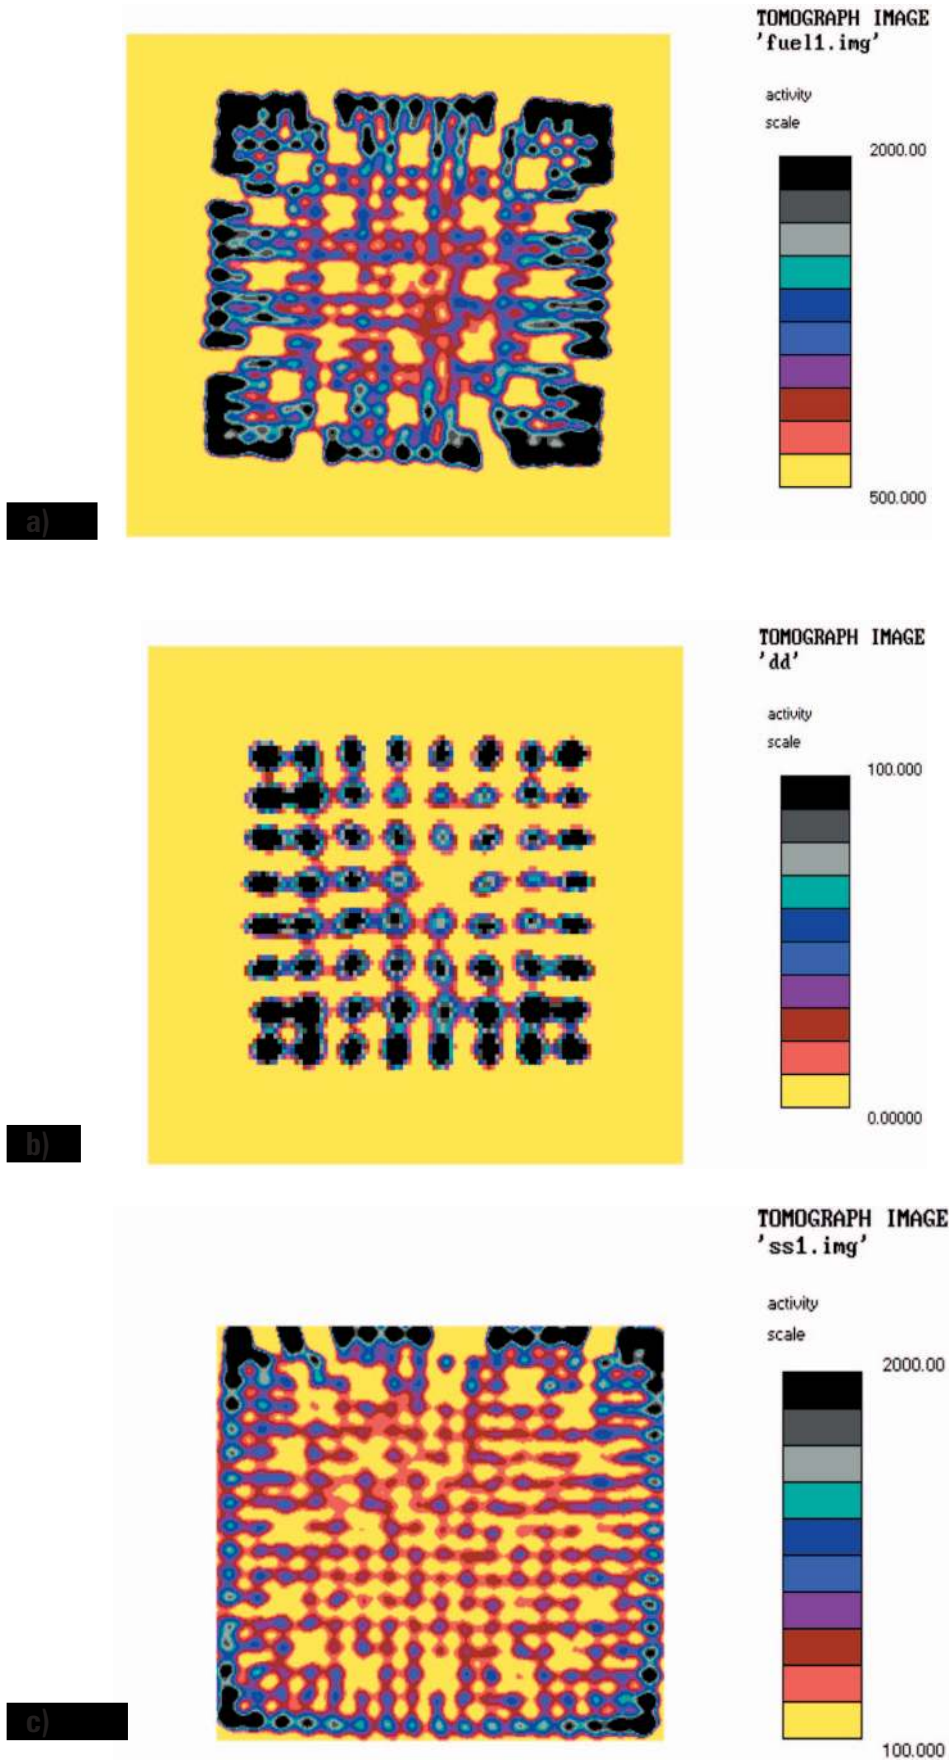 TOMOGRAPH IMAGE
'fuel1.img'
activity
scale
2000.00
500.000
a)
TOMOGRAPH IMAGE
'dd'
activity
scale
100.000
0.00000
b)
TOMOGRAPH IMAGE
'ss1.img'
activity
scale
2000.00
100.000
c)